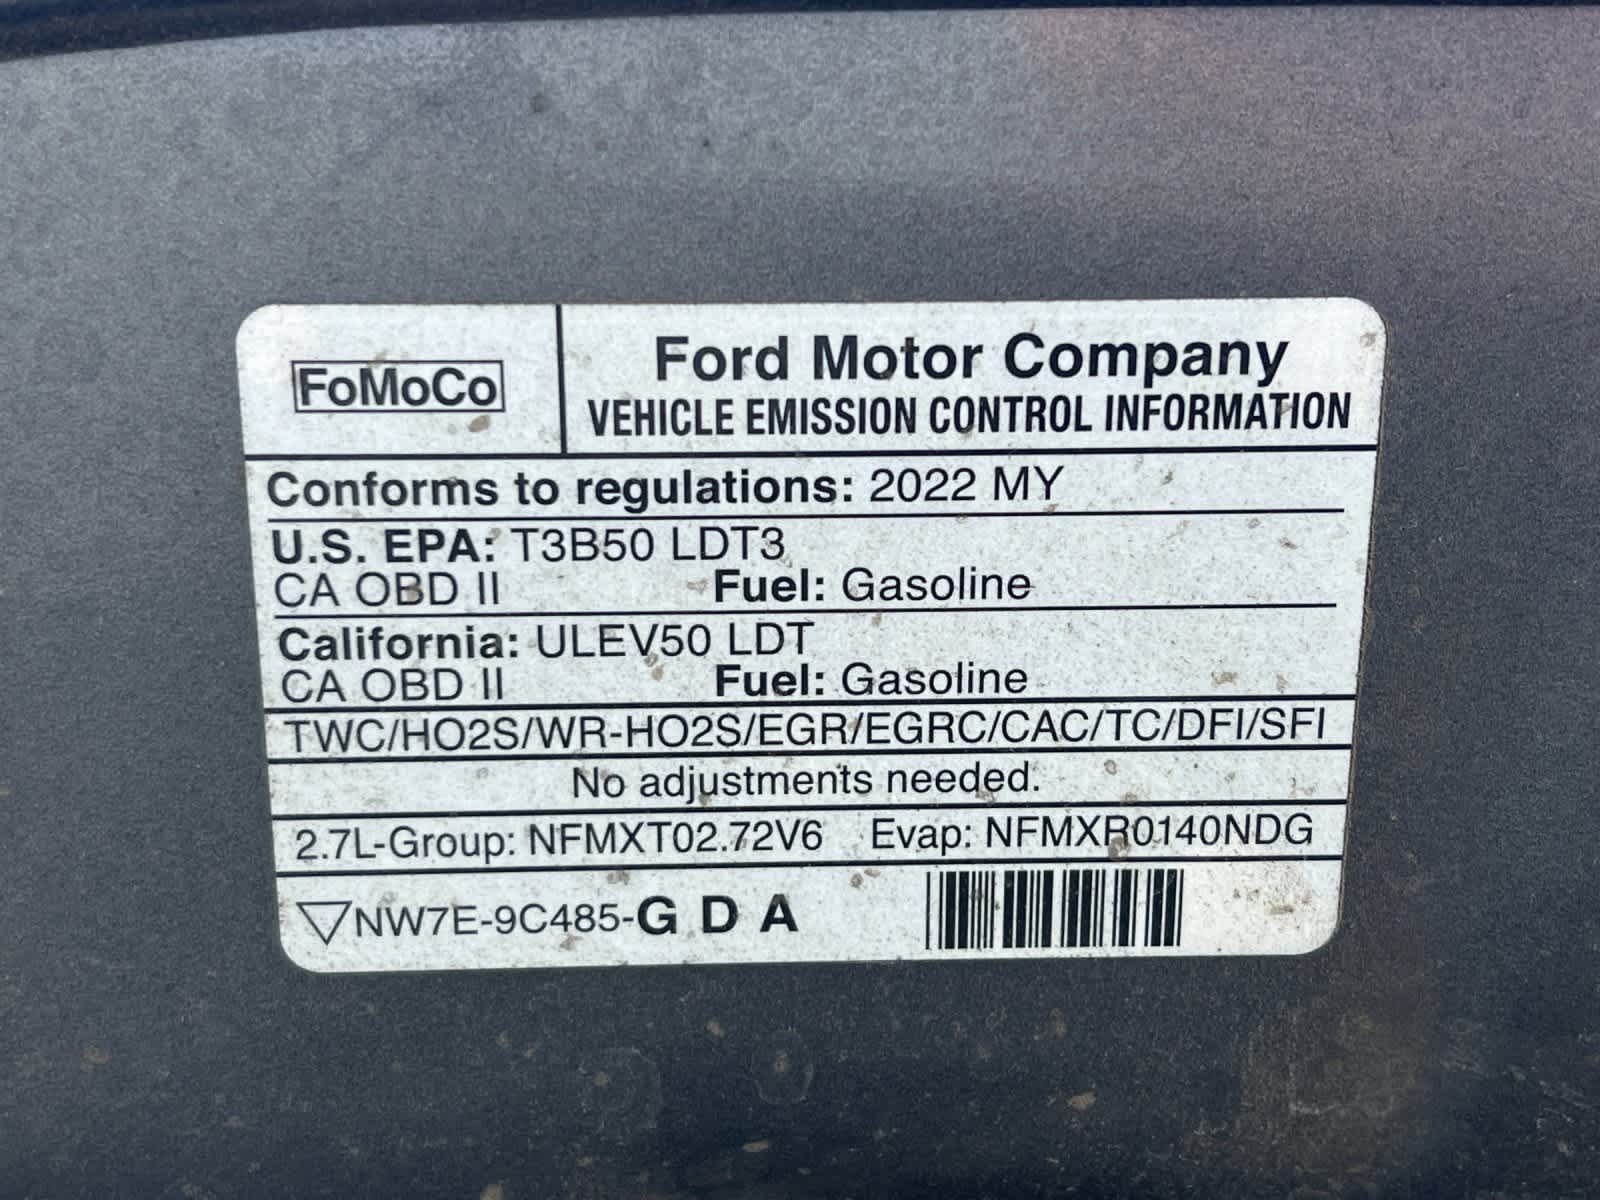 FoMoCo
Ford Motor Company
VEHICLE EMISSION CONTROL INFORMATION
Conforms to regulations: 2022 MY
U.S. EPA: T3B50 LDT3
CA OBD II Fuel: Gasoline
California: ULEV50 LDT
CA OBD II Fuel: Gasoline
TWC/HO2S/WR-HO2S/EGR/EGRC/CAC/TC/DFI/SFI
No adjustments needed.
2.7L-Group: NFMXT02.72V6 Evap: NFMXR0140NDG
NW7E-9C485-G D A